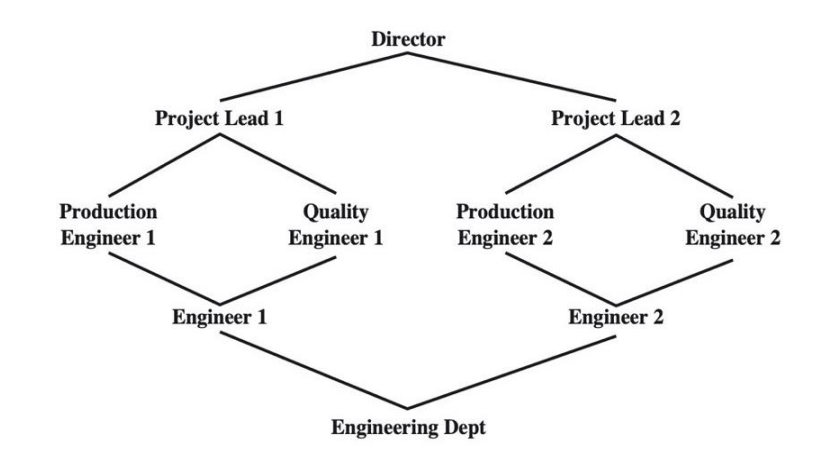 Director
Project Lead 1
Project Lead 2
Production
Engineer 1
Quality
Engineer 1
Production
Engineer 2
Quality
Engineer 2
Engineer 1
Engineer 2
Engineering Dept